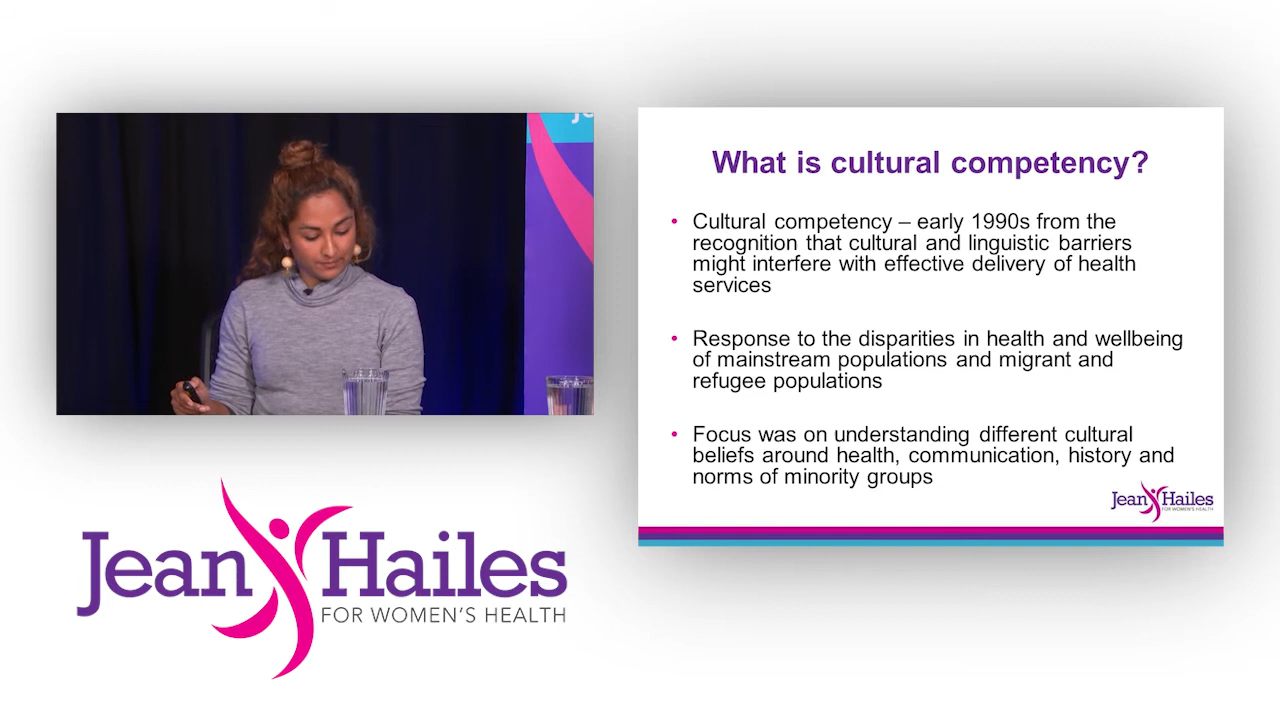 What is cultural competency?
• Cultural competency – early 1990s from the
recognition that cultural and linguistic barriers
might interfere with effective delivery of health
services
• Response to the disparities in health and wellbeing
of mainstream populations and migrant and
refugee populations
• Focus was on understanding different cultural
beliefs around health, communication, history and
norms of minority groups
Jean Hailes
FOR WOMEN'S HEALTH
Jean Hailes
FOR WOMEN'S HEALTH